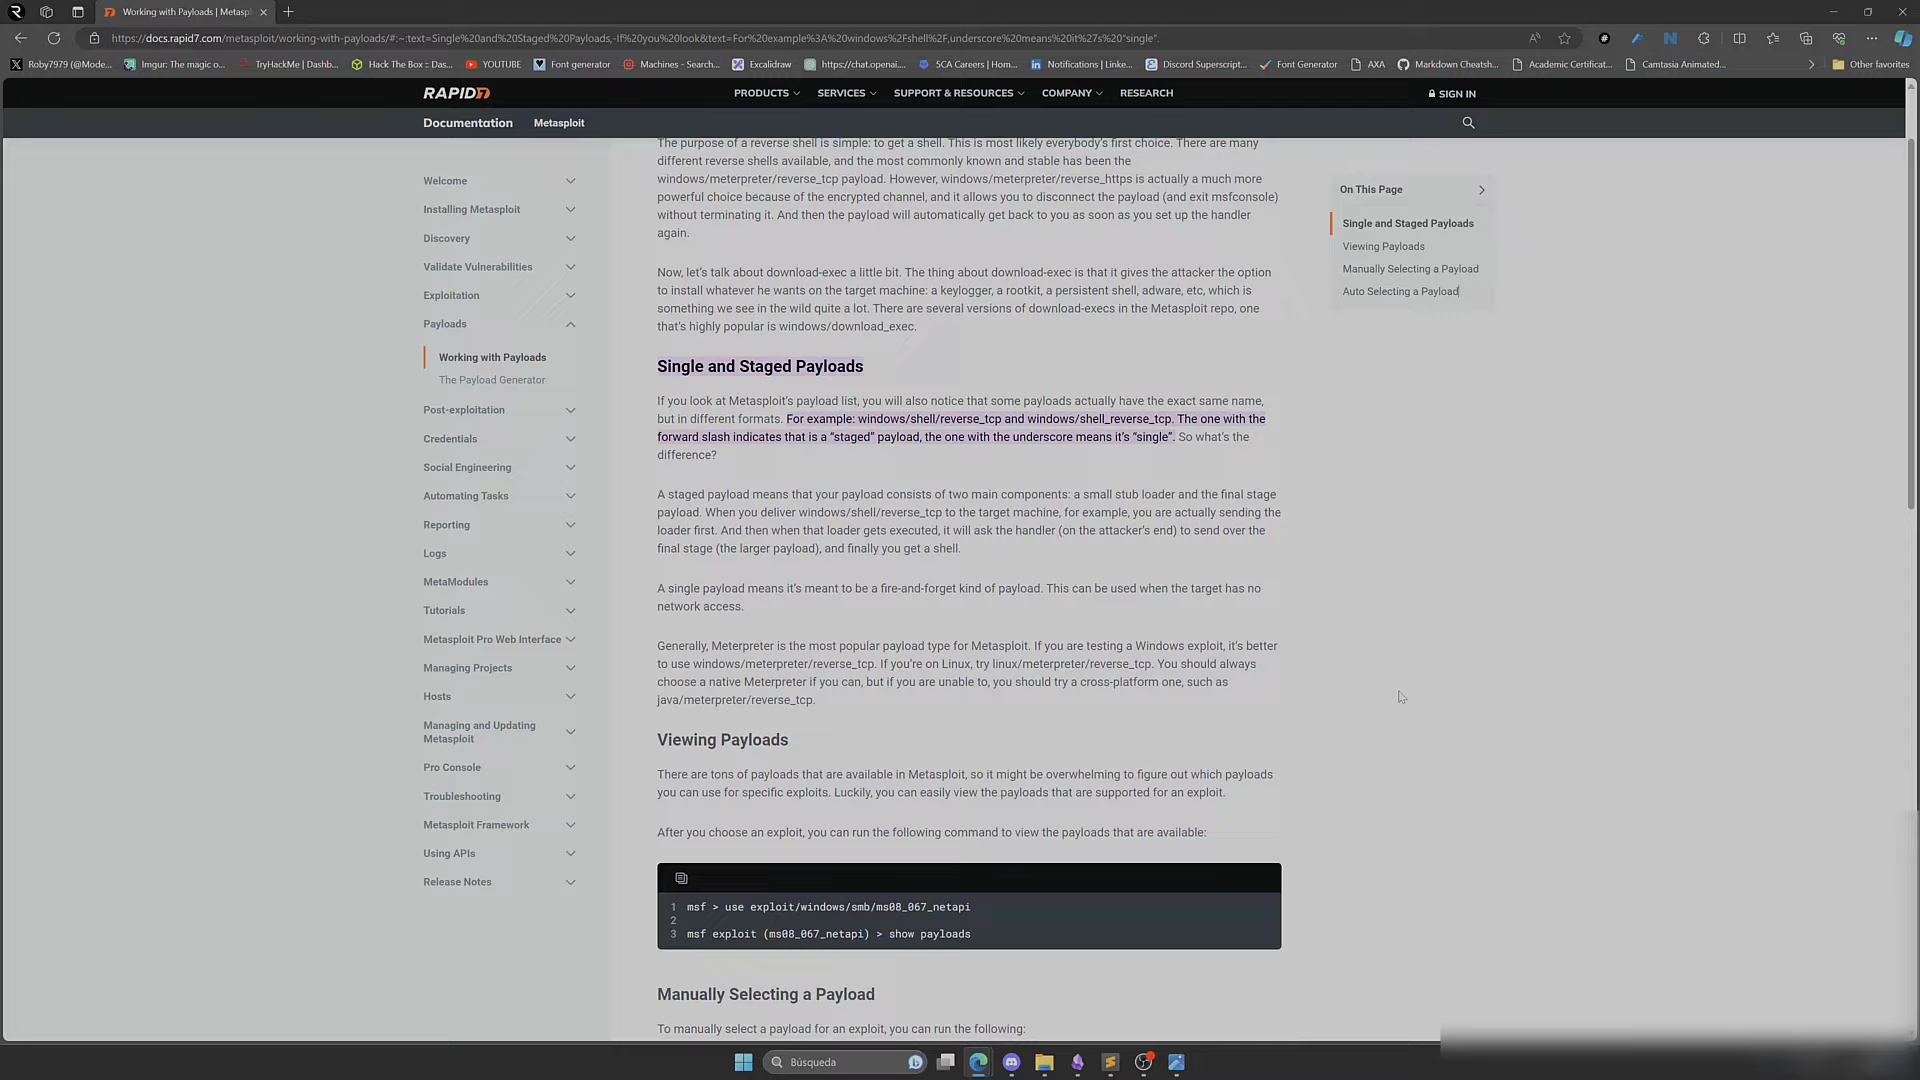 Working with Payloads | Metaspl
https://docs.rapid7.com/metasploit/working-with-payloads/#:~:text=Single%20and%20Staged%20Payloads,-If%20you%20look&text=For%20example%3A%20windows%2Fshell%2F,underscore%20means%20it%27s%20“single”.
Roby7979 (@Mode...
Imgur: The magic o...
TryHackMe | Dashb...
Hack The Box :: Das...
YOUTUBE
Font generator
Machines - Search...
Excalidraw
https://chat.openai....
5CA Careers | Hom...
Notifications | Linke...
Discord Superscript...
Font Generator
AXA
Markdown Cheatsh...
Academic Certificat...
Camtasia Animated...
Other favorites
RAPID7
PRODUCTS
SERVICES
SUPPORT & RESOURCES
COMPANY
RESEARCH
SIGN IN
Documentation
Metasploit
Welcome
Installing Metasploit
Discovery
Validate Vulnerabilities
Exploitation
Payloads
Working with Payloads
The Payload Generator
Post-exploitation
Credentials
Social Engineering
Automating Tasks
Reporting
Logs
MetaModules
Tutorials
Metasploit Pro Web Interface
Managing Projects
Hosts
Managing and Updating
Metasploit
Pro Console
Troubleshooting
Metasploit Framework
Using APIs
Release Notes
The purpose of a reverse shell is simple: to get a shell. This is most likely everybody’s first choice. There are many
different reverse shells available, and the most commonly known and stable has been the
windows/meterpreter/reverse_tcp payload. However, windows/meterpreter/reverse_https is actually a much more
powerful choice because of the encrypted channel, and it allows you to disconnect the payload (and exit msfconsole)
without terminating it. And then the payload will automatically get back to you as soon as you set up the handler
again.
Now, let’s talk about download-exec a little bit. The thing about download-exec is that it gives the attacker the option
to install whatever he wants on the target machine: a keylogger, a rootkit, a persistent shell, adware, etc, which is
something we see in the wild quite a lot. There are several versions of download-execs in the Metasploit repo, one
that’s highly popular is windows/download_exec.
Single and Staged Payloads
If you look at Metasploit’s payload list, you will also notice that some payloads actually have the exact same name,
but in different formats. For example: windows/shell/reverse_tcp and windows/shell_reverse_tcp. The one with the
forward slash indicates that is a “staged” payload, the one with the underscore means it’s “single”. So what’s the
difference?
A staged payload means that your payload consists of two main components: a small stub loader and the final stage
payload. When you deliver windows/shell/reverse_tcp to the target machine, for example, you are actually sending the
loader first. And then when that loader gets executed, it will ask the handler (on the attacker’s end) to send over the
final stage (the larger payload), and finally you get a shell.
A single payload means it’s meant to be a fire-and-forget kind of payload. This can be used when the target has no
network access.
Generally, Meterpreter is the most popular payload type for Metasploit. If you are testing a Windows exploit, it’s better
to use windows/meterpreter/reverse_tcp. If you’re on Linux, try linux/meterpreter/reverse_tcp. You should always
choose a native Meterpreter if you can, but if you are unable to, you should try a cross-platform one, such as
java/meterpreter/reverse_tcp.
Viewing Payloads
There are tons of payloads that are available in Metasploit, so it might be overwhelming to figure out which payloads
you can use for specific exploits. Luckily, you can easily view the payloads that are supported for an exploit.
After you choose an exploit, you can run the following command to view the payloads that are available:
1 msf > use exploit/windows/smb/ms08_067_netapi
2
3 msf exploit (ms08_067_netapi) > show payloads
Manually Selecting a Payload
To manually select a payload for an exploit, you can run the following:
On This Page
Single and Staged Payloads
Viewing Payloads
Manually Selecting a Payload
Auto Selecting a Payload
Búsqueda